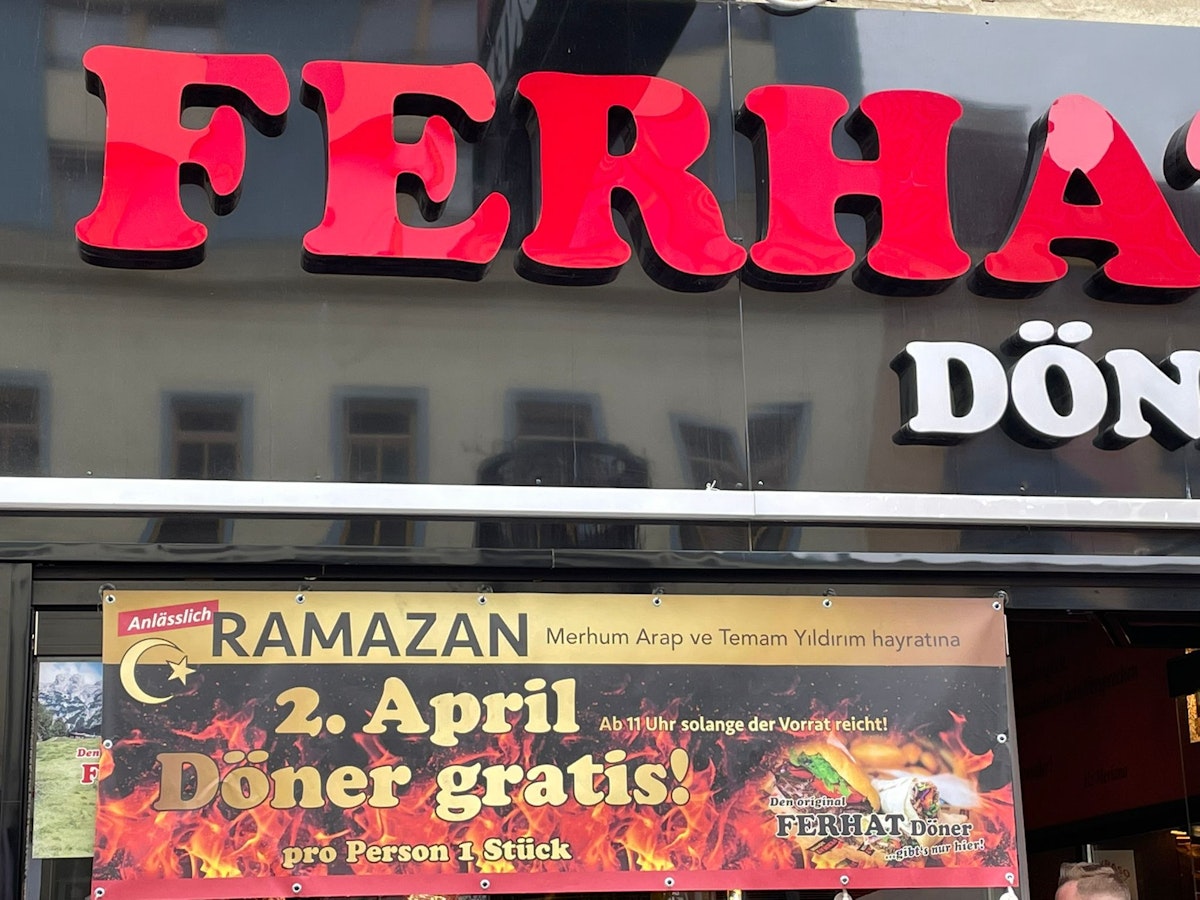 FERHA
DÖN
Anlässlich
RAMAZAN Merhum Arap ve Temam Yıldırım hayratına
2. April Ab 11 Uhr solange der Vorrat reicht!
Döner gratis!
pro Person 1 Stück
Den original
FERHAT Döner
...gibt's nur hier!
Den
F